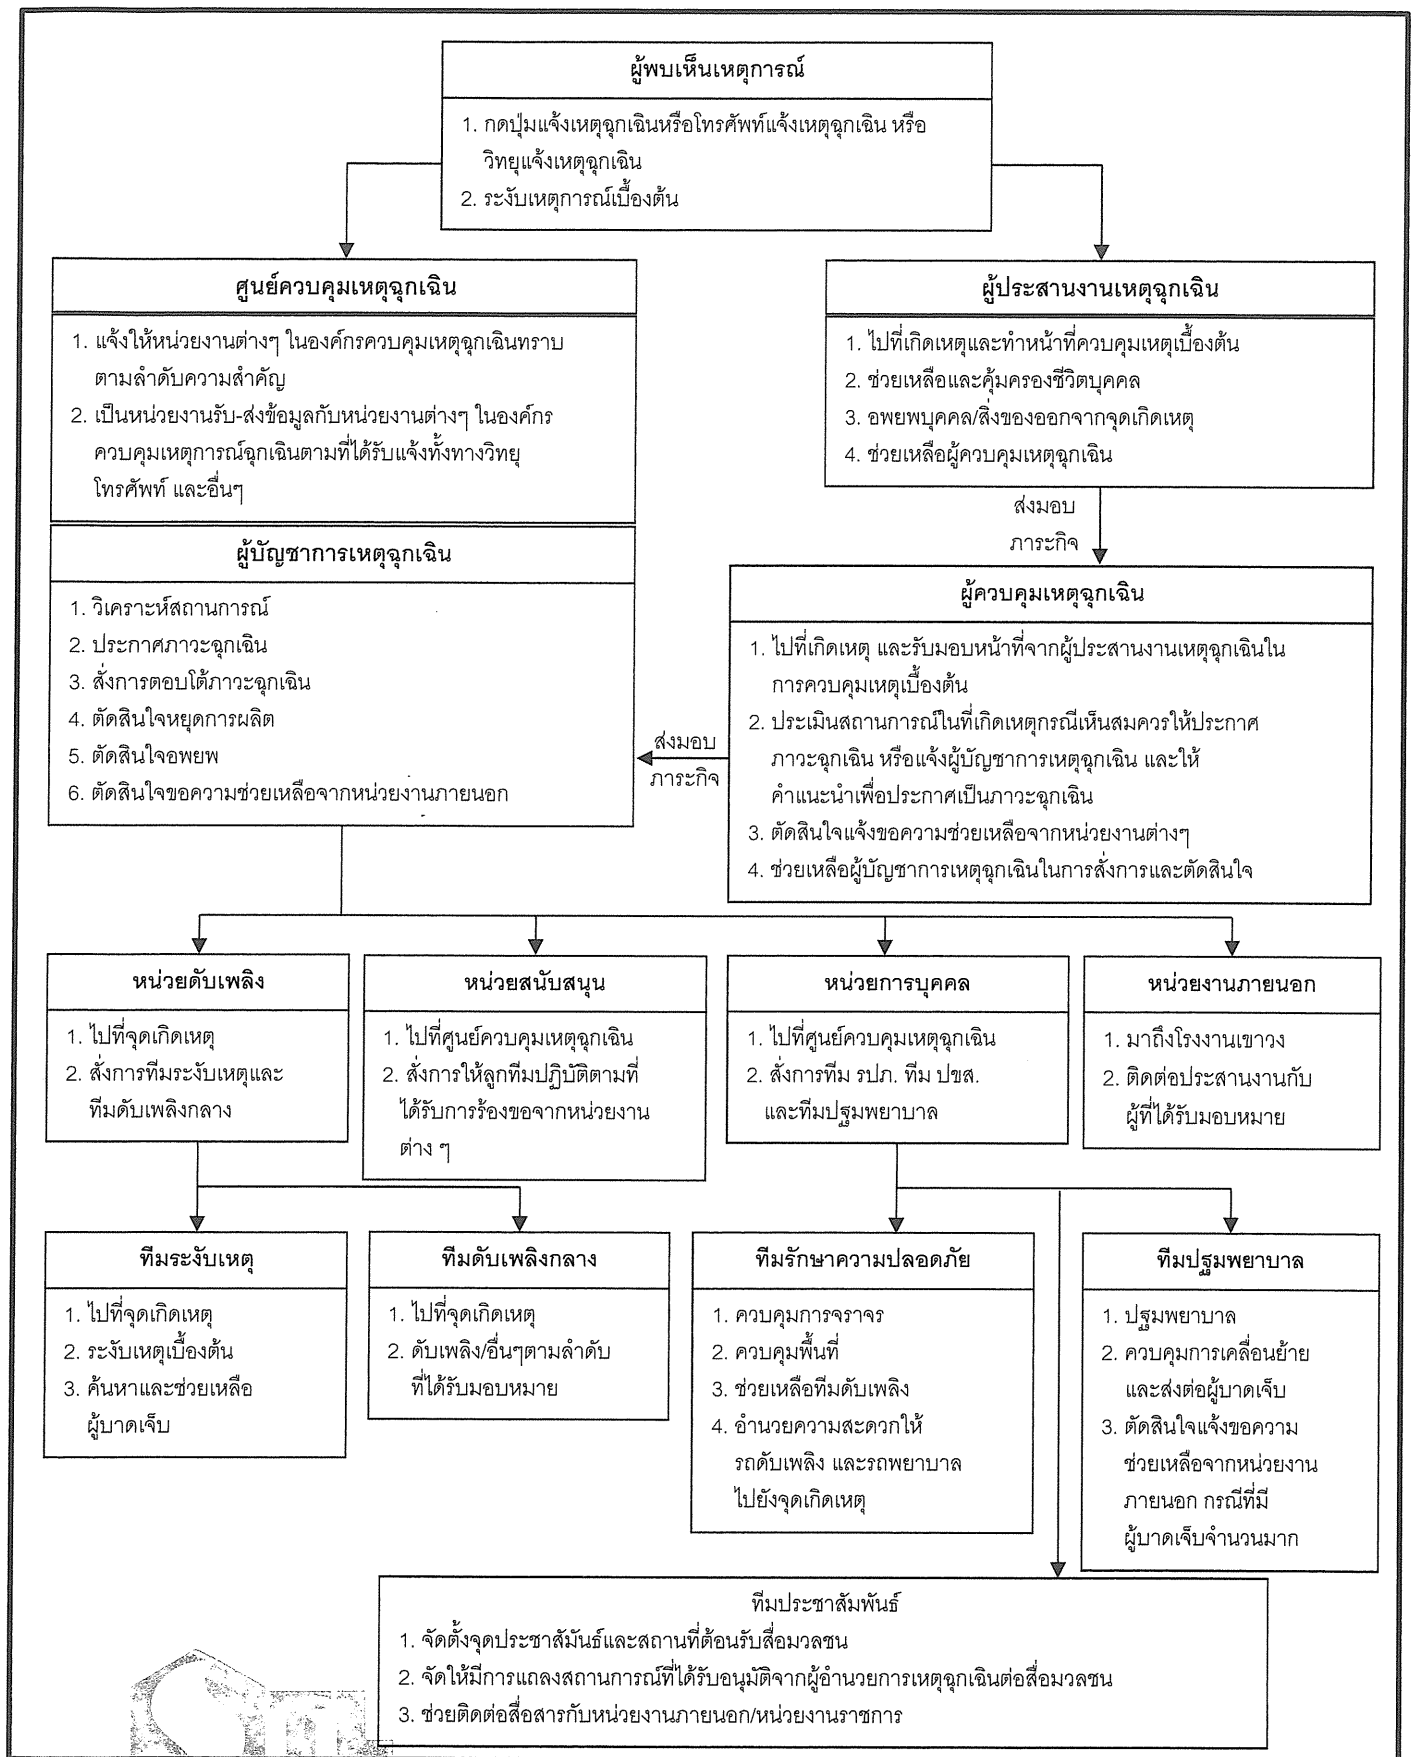 ผู้พบเห็นเหตุการณ์
1. กดปุ่มแจ้งเหตุฉุกเฉินหรือโทรศัพท์แจ้งเหตุฉุกเฉิน หรือ
วิทยุแจ้งเหตุฉุกเฉิน
2. ระงับเหตุการณ์เบื้องต้น
ศูนย์ควบคุมเหตุฉุกเฉิน
1. แจ้งให้หน่วยงานต่างๆ ในองค์กรควบคุมเหตุฉุกเฉินทราบ
ตามลำดับความสำคัญ
2. เป็นหน่วยงานรับ-ส่งข้อมูลกับหน่วยงานต่างๆ ในองค์กร
ควบคุมเหตุการณ์ฉุกเฉินตามที่ได้รับแจ้งทั้งทางวิทยุ
โทรศัพท์ และอื่นๆ
ผู้ประสานงานเหตุฉุกเฉิน
1. ไปที่เกิดเหตุและทำหน้าที่ควบคุมเหตุเบื้องต้น
2. ช่วยเหลือและคุ้มครองชีวิตบุคคล
3. อพยพบุคคล/สิ่งของออกจากจุดเกิดเหตุ
4. ช่วยเหลือผู้ควบคุมเหตุฉุกเฉิน
ส่งมอบ
ภาระกิจ
ผู้บัญชาการเหตุฉุกเฉิน
1. วิเคราะห์สถานการณ์
2. ประกาศภาวะฉุกเฉิน
3. สั่งการตอบโต้ภาวะฉุกเฉิน
4. ตัดสินใจหยุดการผลิต
5. ตัดสินใจอพยพ
6. ตัดสินใจขอความช่วยเหลือจากหน่วยงานภายนอก
ส่งมอบ
ภาระกิจ
ผู้ควบคุมเหตุฉุกเฉิน
1. ไปที่เกิดเหตุ และรับมอบหน้าที่จากผู้ประสานงานเหตุฉุกเฉินใน
การควบคุมเหตุเบื้องต้น
2. ประเมินสถานการณ์ในที่เกิดเหตุกรณีเห็นสมควรให้ประกาศ
ภาวะฉุกเฉิน หรือแจ้งผู้บัญชาการเหตุฉุกเฉิน และให้
คำแนะนำเพื่อประกาศเป็นภาวะฉุกเฉิน
3. ตัดสินใจแจ้งขอความช่วยเหลือจากหน่วยงานต่างๆ
4. ช่วยเหลือผู้บัญชาการเหตุฉุกเฉินในการสั่งการและตัดสินใจ
หน่วยดับเพลิง
1. ไปที่จุดเกิดเหตุ
2. สั่งการทีมระงับเหตุและ
ทีมดับเพลิงกลาง
หน่วยสนับสนุน
1. ไปที่ศูนย์ควบคุมเหตุฉุกเฉิน
2. สั่งการให้ลูกทีมปฏิบัติตามที่
ได้รับการร้องขอจากหน่วยงาน
ต่าง ๆ
หน่วยการบุคคล
1. ไปที่ศูนย์ควบคุมเหตุฉุกเฉิน
2. สั่งการทีม รปภ. ทีม ปชส.
และทีมปฐมพยาบาล
หน่วยงานภายนอก
1. มาถึงโรงงานเขาวง
2. ติดต่อประสานงานกับ
ผู้ที่ได้รับมอบหมาย
ทีมระงับเหตุ
1. ไปที่จุดเกิดเหตุ
2. ระงับเหตุเบื้องต้น
3. ค้นหาและช่วยเหลือ
ผู้บาดเจ็บ
ทีมดับเพลิงกลาง
1. ไปที่จุดเกิดเหตุ
2. ดับเพลิง/อื่นๆตามลำดับ
ที่ได้รับมอบหมาย
ทีมรักษาความปลอดภัย
1. ควบคุมการจราจร
2. ควบคุมพื้นที่
3. ช่วยเหลือทีมดับเพลิง
4. อำนวยความสะดวกให้
รถดับเพลิง และรถพยาบาล
ไปยังจุดเกิดเหตุ
ทีมปฐมพยาบาล
1. ปฐมพยาบาล
2. ควบคุมการเคลื่อนย้าย
และส่งต่อผู้บาดเจ็บ
3. ตัดสินใจแจ้งขอความ
ช่วยเหลือจากหน่วยงาน
ภายนอก กรณีที่มี
ผู้บาดเจ็บจำนวนมาก
ทีมประชาสัมพันธ์
1. จัดตั้งจุดประชาสัมันธ์และสถานที่ต้อนรับสื่อมวลชน
2. จัดให้มีการแถลงสถานการณ์ที่ได้รับอนุมัติจากผู้อำนวยการเหตุฉุกเฉินต่อสื่อมวลชน
3. ช่วยติดต่อสื่อสารกับหน่วยงานภายนอก/หน่วยงานราชการ